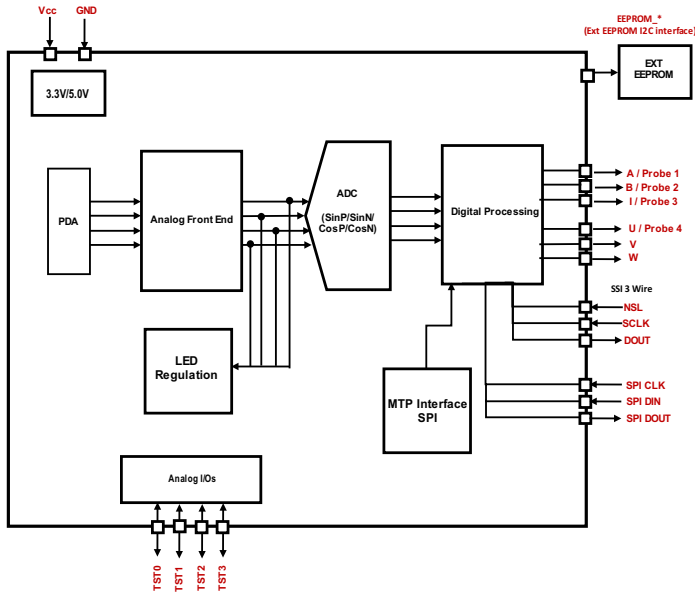 Vcc
GND
EEPROM_*
(Ext EEPROM I2C interface)
EXT
EEPROM
3.3V/5.0V
PDA
Analog Front End
ADC
(SinP/SinN/
CosP/CosN)
Digital Processing
A / Probe 1
B / Probe 2
I / Probe 3
U / Probe 4
V
W
SSI 3 Wire
NSL
SCLK
DOUT
LED
Regulation
MTP Interface
SPI
SPI CLK
SPI DIN
SPI DOUT
Analog I/Os
TST0
TST1
TST2
TST3